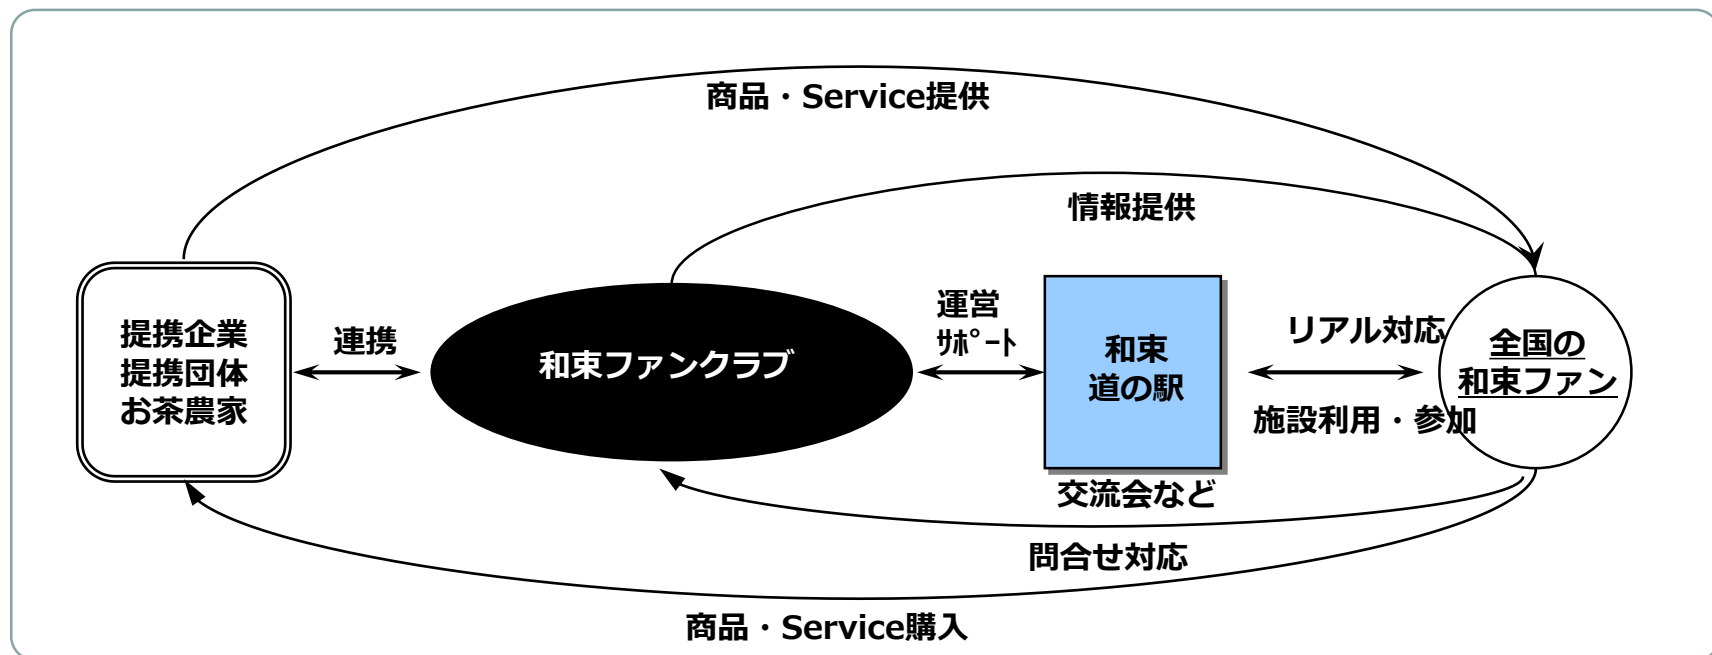 商品・Service提供
情報提供
提携企業
提携団体
お茶農家
連携
和束ファンクラブ
運営
ｻﾎﾟｰﾄ
和束
道の駅
リアル対応
施設利用・参加
全国の
和束ファン
交流会など
問合せ対応
商品・Service購入